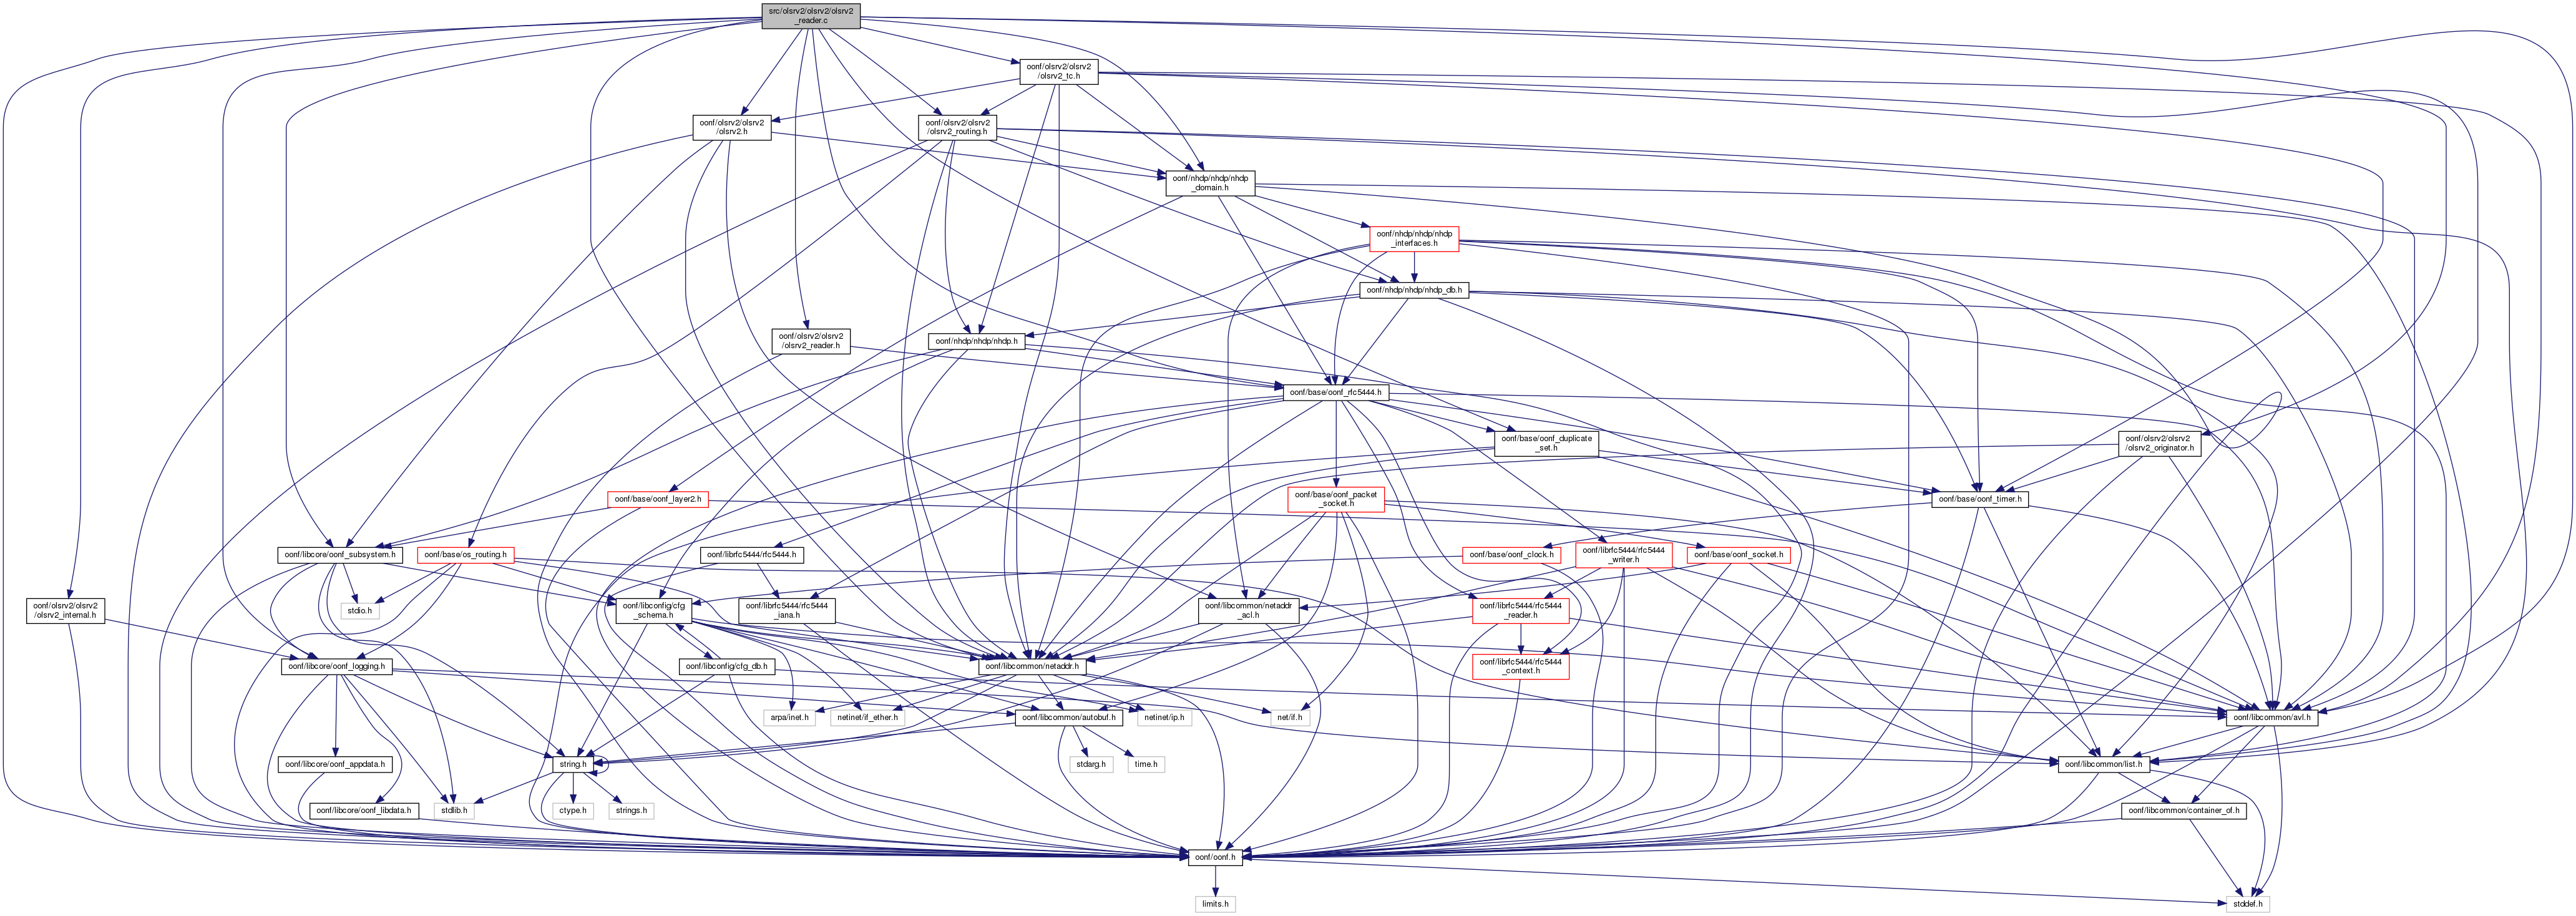 src/olsrv2/olsrv2/olsrv2
_reader.c
oonf/olsrv2/olsrv2
/olsrv2_tc.h
oonf/olsrv2/olsrv2
/olsrv2.h
oonf/olsrv2/olsrv2
/olsrv2_routing.h
oonf/nhdp/nhdp/nhdp
_domain.h
oonf/nhdp/nhdp/nhdp
_interfaces.h
oonf/nhdp/nhdp/nhdp_db.h
oonf/olsrv2/olsrv2
/olsrv2_reader.h
oonf/nhdp/nhdp/nhdp.h
oonf/base/oonf_rfc5444.h
oonf/base/oonf_duplicate
_set.h
oonf/olsrv2/olsrv2
/olsrv2_originator.h
oonf/base/oonf_layer2.h
oonf/base/oonf_packet
_socket.h
oonf/base/oonf_timer.h
oonf/libcore/oonf_subsystem.h
oonf/base/os_routing.h
oonf/librfc5444/rfc5444.h
oonf/base/oonf_clock.h
oonf/librfc5444/rfc5444
_writer.h
oonf/base/oonf_socket.h
oonf/olsrv2/olsrv2
/olsrv2_internal.h
stdio.h
oonf/libconfig/cfg
_schema.h
oonf/librfc5444/rfc5444
_iana.h
oonf/libcommon/netaddr
_acl.h
oonf/librfc5444/rfc5444
_reader.h
oonf/libcore/oonf_logging.h
oonf/libconfig/cfg_db.h
oonf/libcommon/netaddr.h
oonf/librfc5444/rfc5444
_context.h
arpa/inet.h
netinet/if_ether.h
oonf/libcommon/autobuf.h
netinet/ip.h
net/if.h
oonf/libcommon/avl.h
oonf/libcore/oonf_appdata.h
string.h
stdarg.h
time.h
oonf/libcommon/list.h
oonf/libcore/oonf_libdata.h
stdlib.h
ctype.h
strings.h
oonf/libcommon/container_of.h
oonf/oonf.h
limits.h
stddef.h